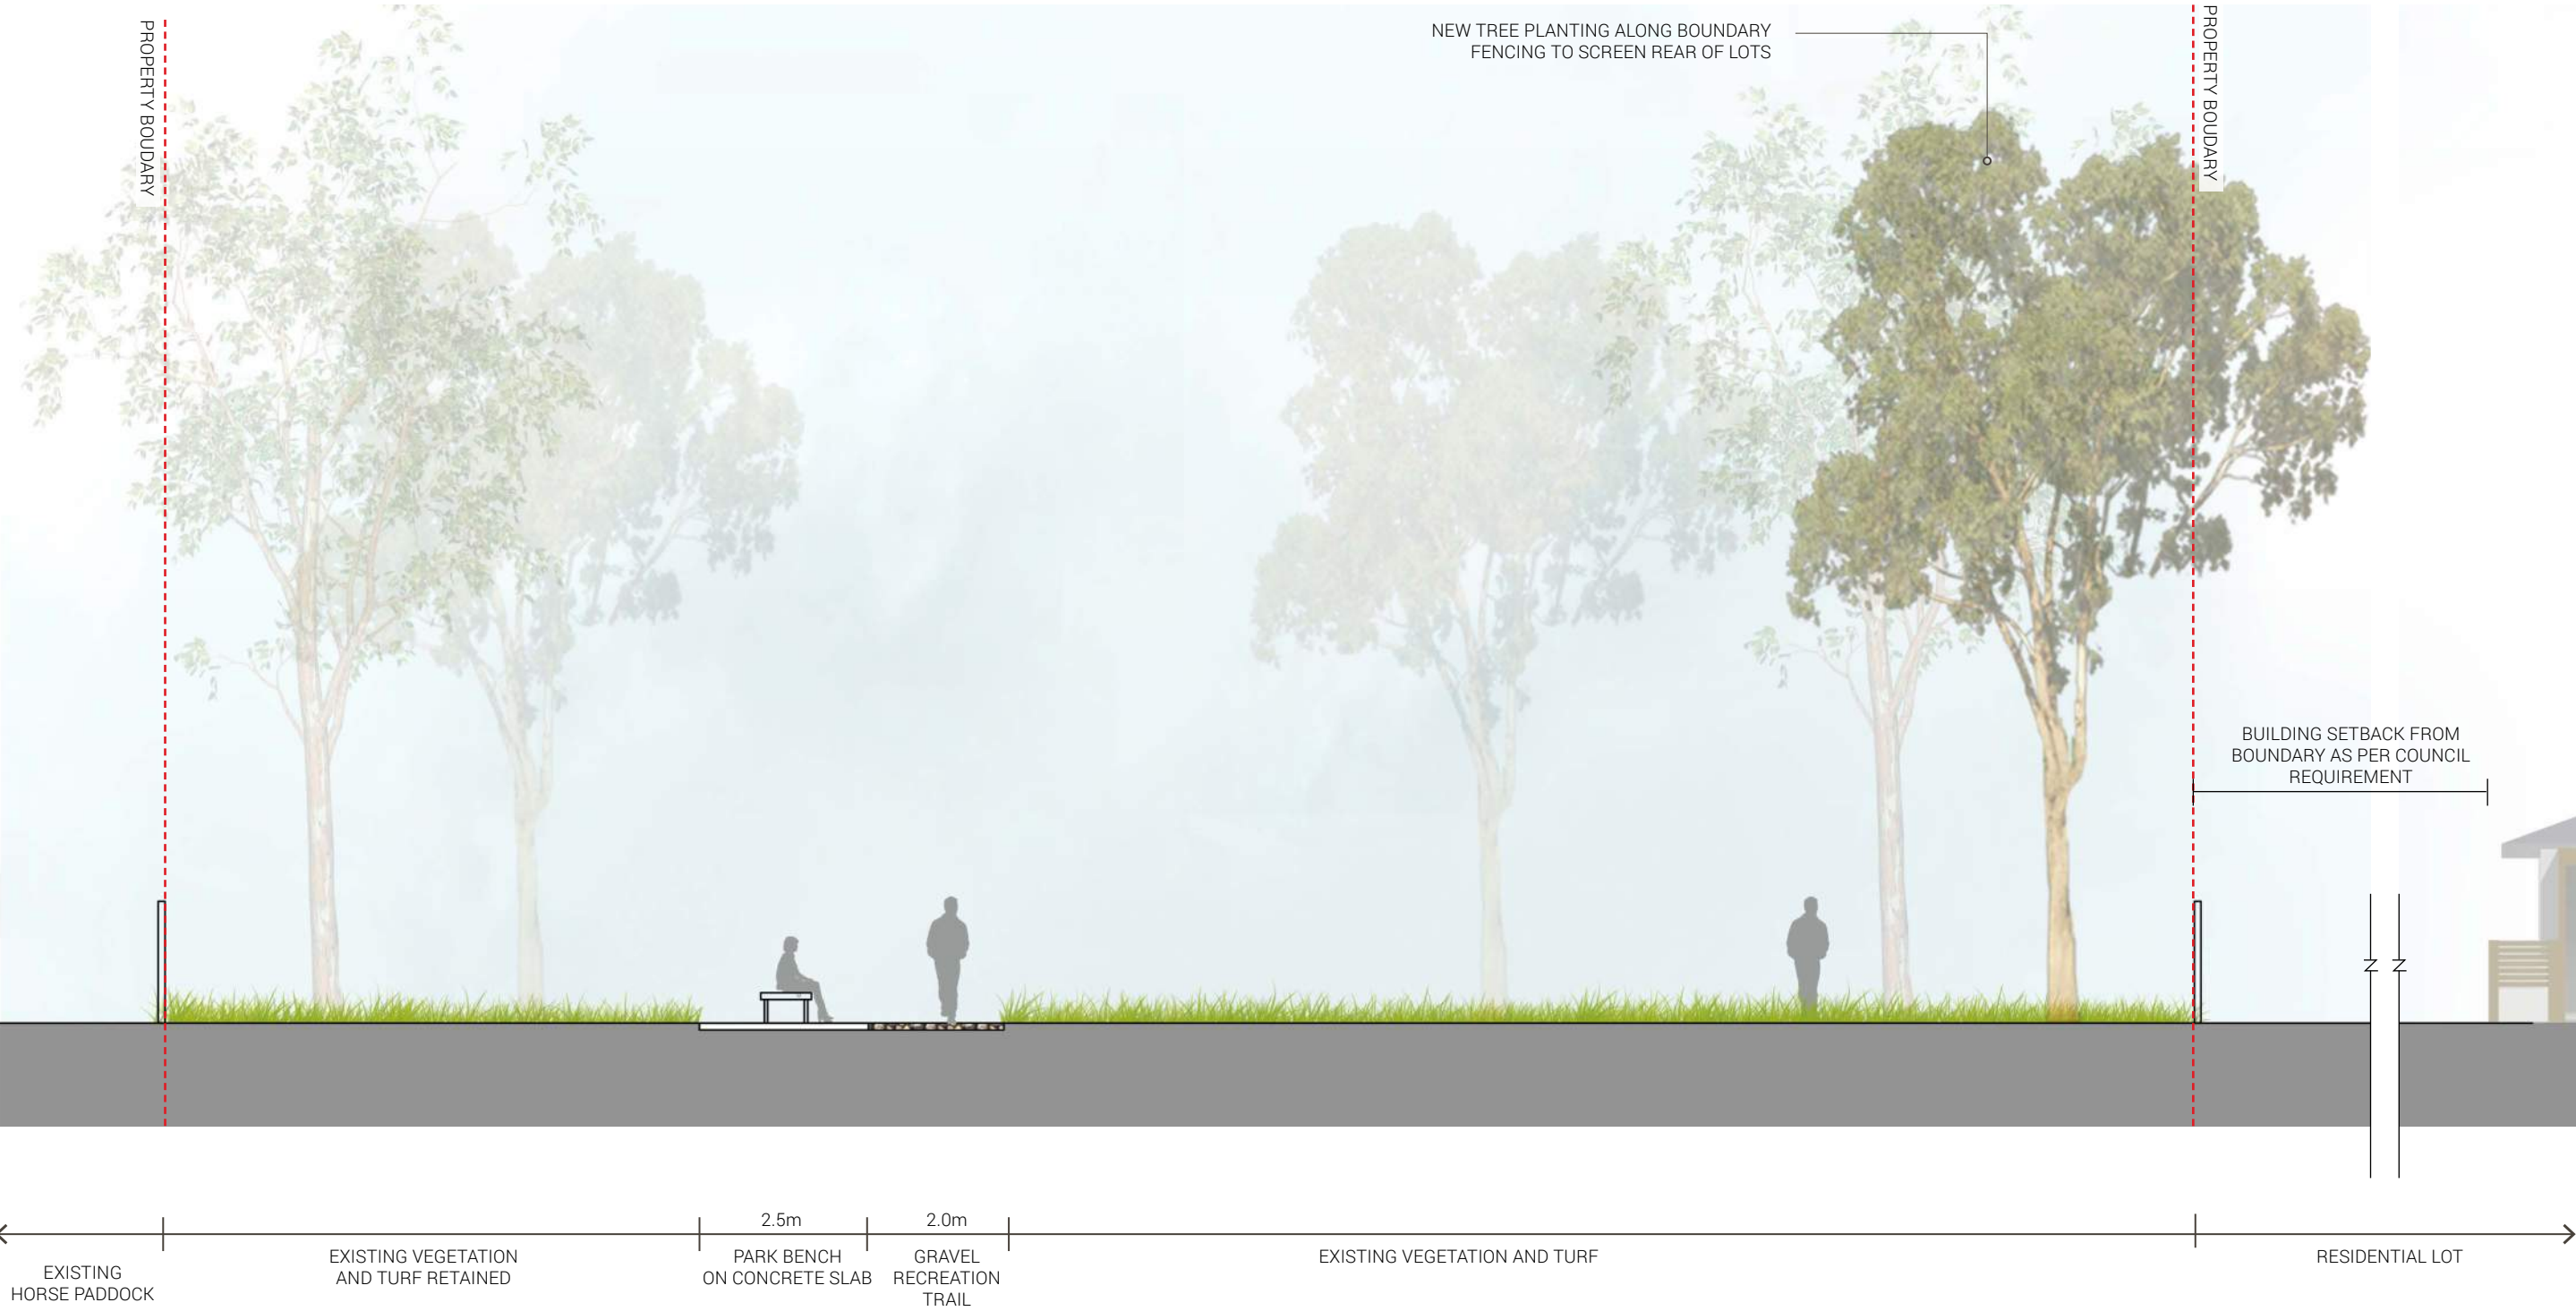 PROPERTY BOUDARY
NEW TREE PLANTING ALONG BOUNDARY
FENCING TO SCREEN REAR OF LOTS
PROPERTY BOUDARY
BUILDING SETBACK FROM
BOUNDARY AS PER COUNCIL
REQUIREMENT
EXISTING
HORSE PADDOCK
EXISTING VEGETATION
AND TURF RETAINED
2.5m
PARK BENCH
ON CONCRETE SLAB
2.0m
GRAVEL
RECREATION
TRAIL
EXISTING VEGETATION AND TURF
RESIDENTIAL LOT